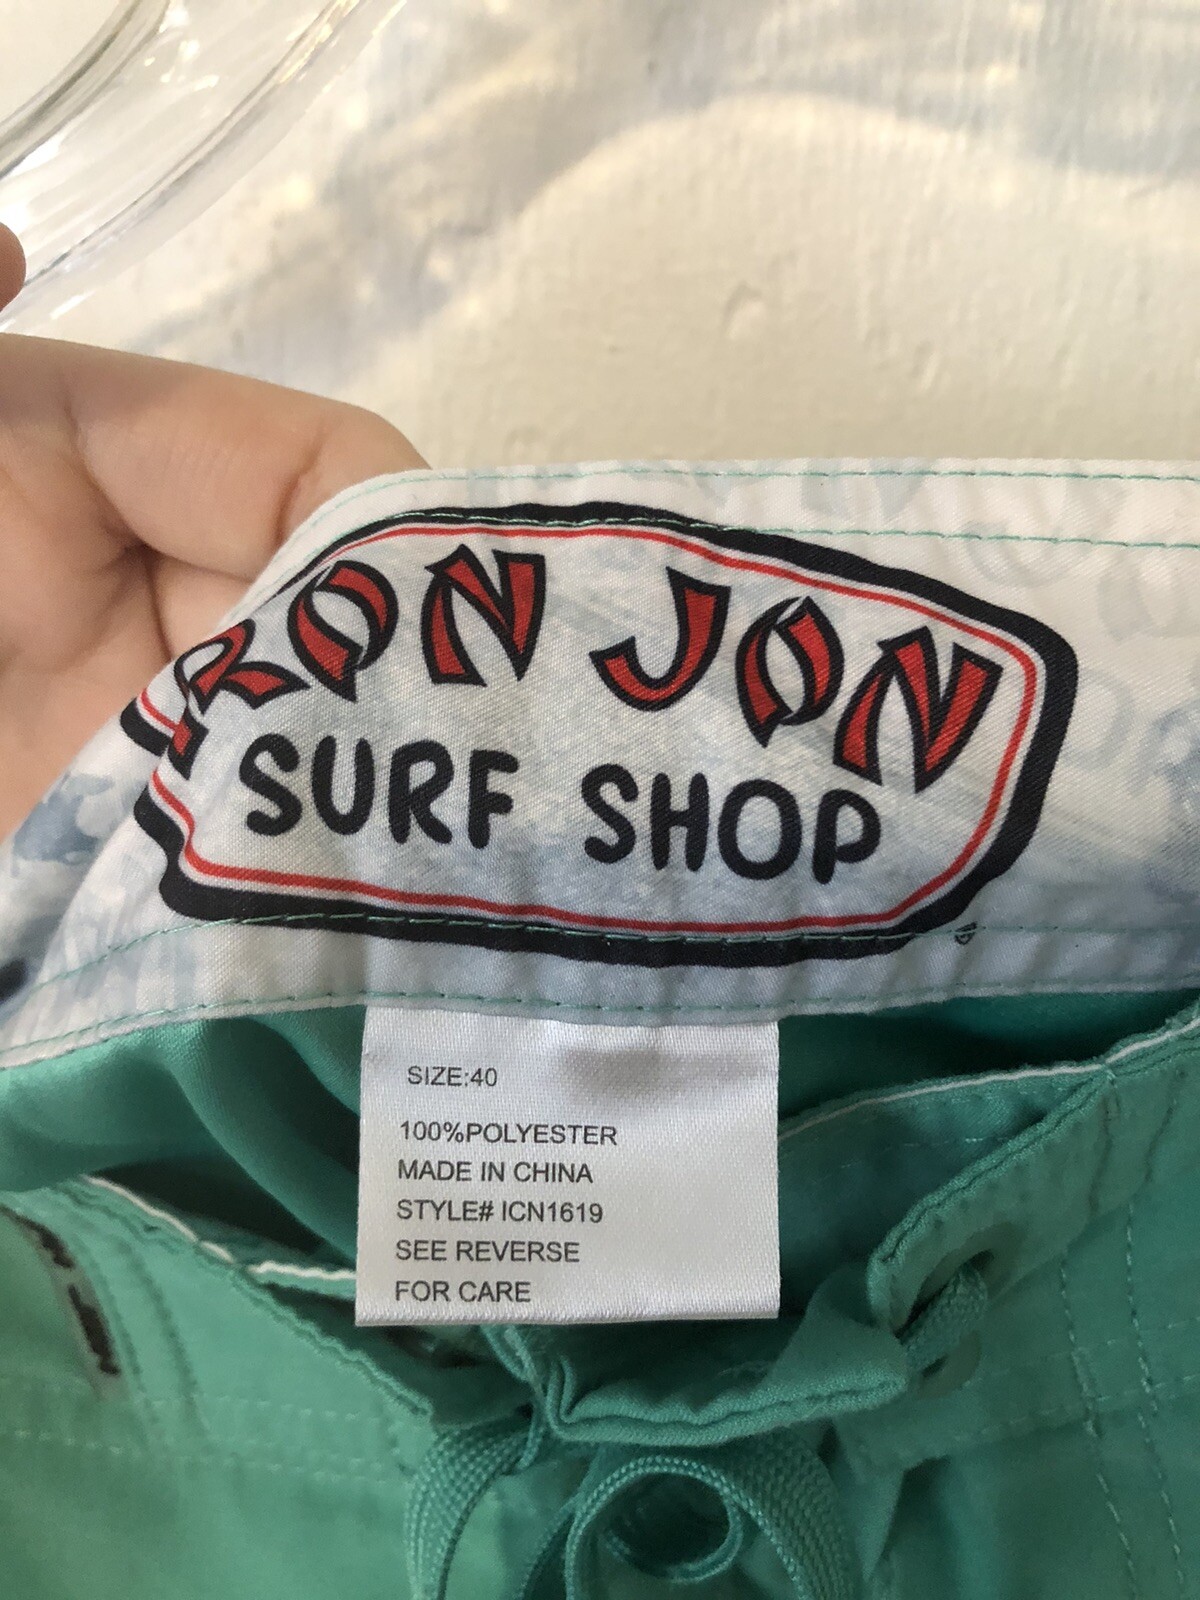 RON JON
SURF SHOP
SIZE:40
100%POLYESTER
MADE IN CHINA
STYLE# ICN1619
SEE REVERSE
FOR CARE